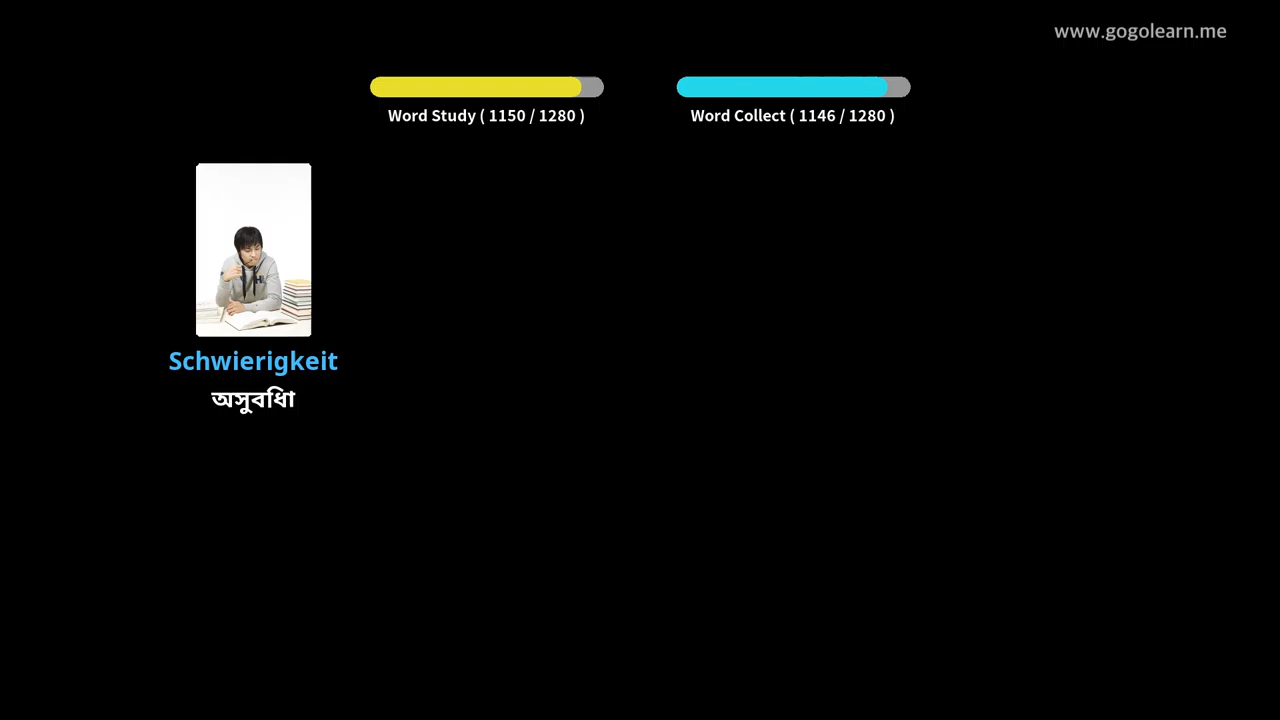 www.gogolearn.me
Word Study ( 1150 / 1280 )
Word Collect ( 1146 / 1280 )
Schwierigkeit
অসুবিধা